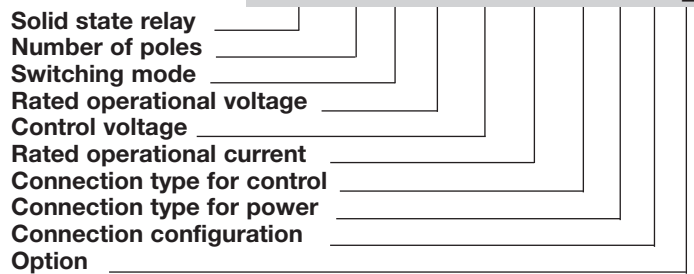 Solid state relay
Number of poles
Switching mode
Rated operational voltage
Control voltage
Rated operational current
Connection type for control
Connection type for power
Connection configuration
Option